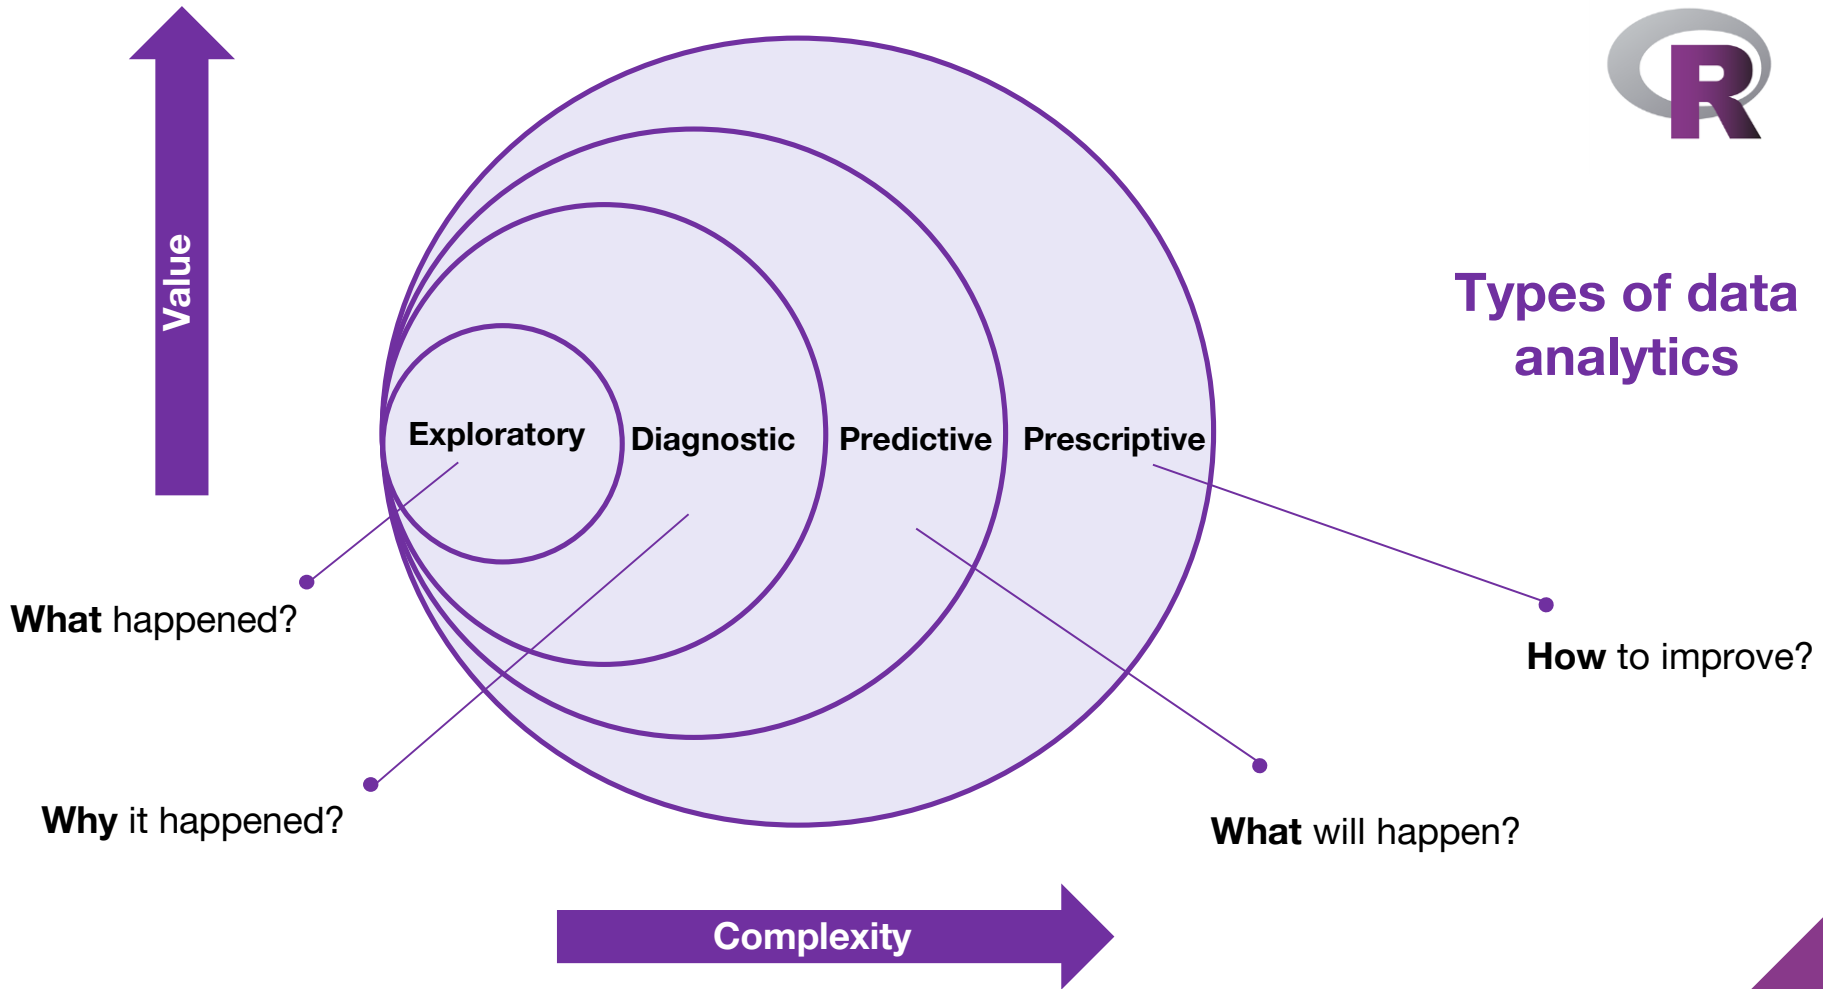 R
Value
Types of data
analytics
Exploratory
Diagnostic
Predictive
Prescriptive
What happened?
Why it happened?
What will happen?
How to improve?
Complexity